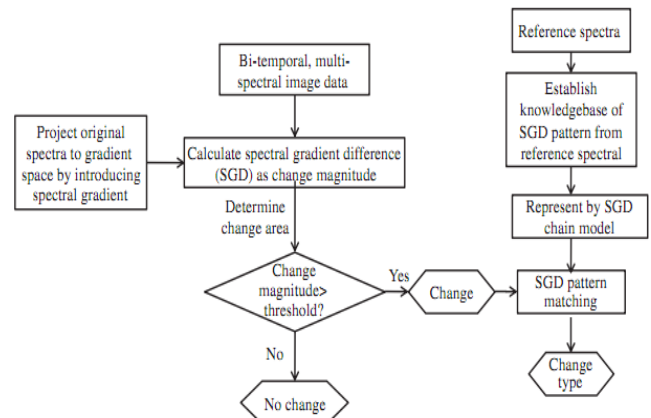 Bi-temporal, multi-
spectral image data
Project original
spectra to gradient
space by introducing
spectral gradient
Calculate spectral gradient difference
(SGD) as change magnitude
Determine
change area
Change
magnitude>
threshold?
Yes
Change
No
No change
Reference spectra
Establish
knowledgebase of
SGD pattern from
reference spectral
Represent by SGD
chain model
SGD pattern
matching
Change
type